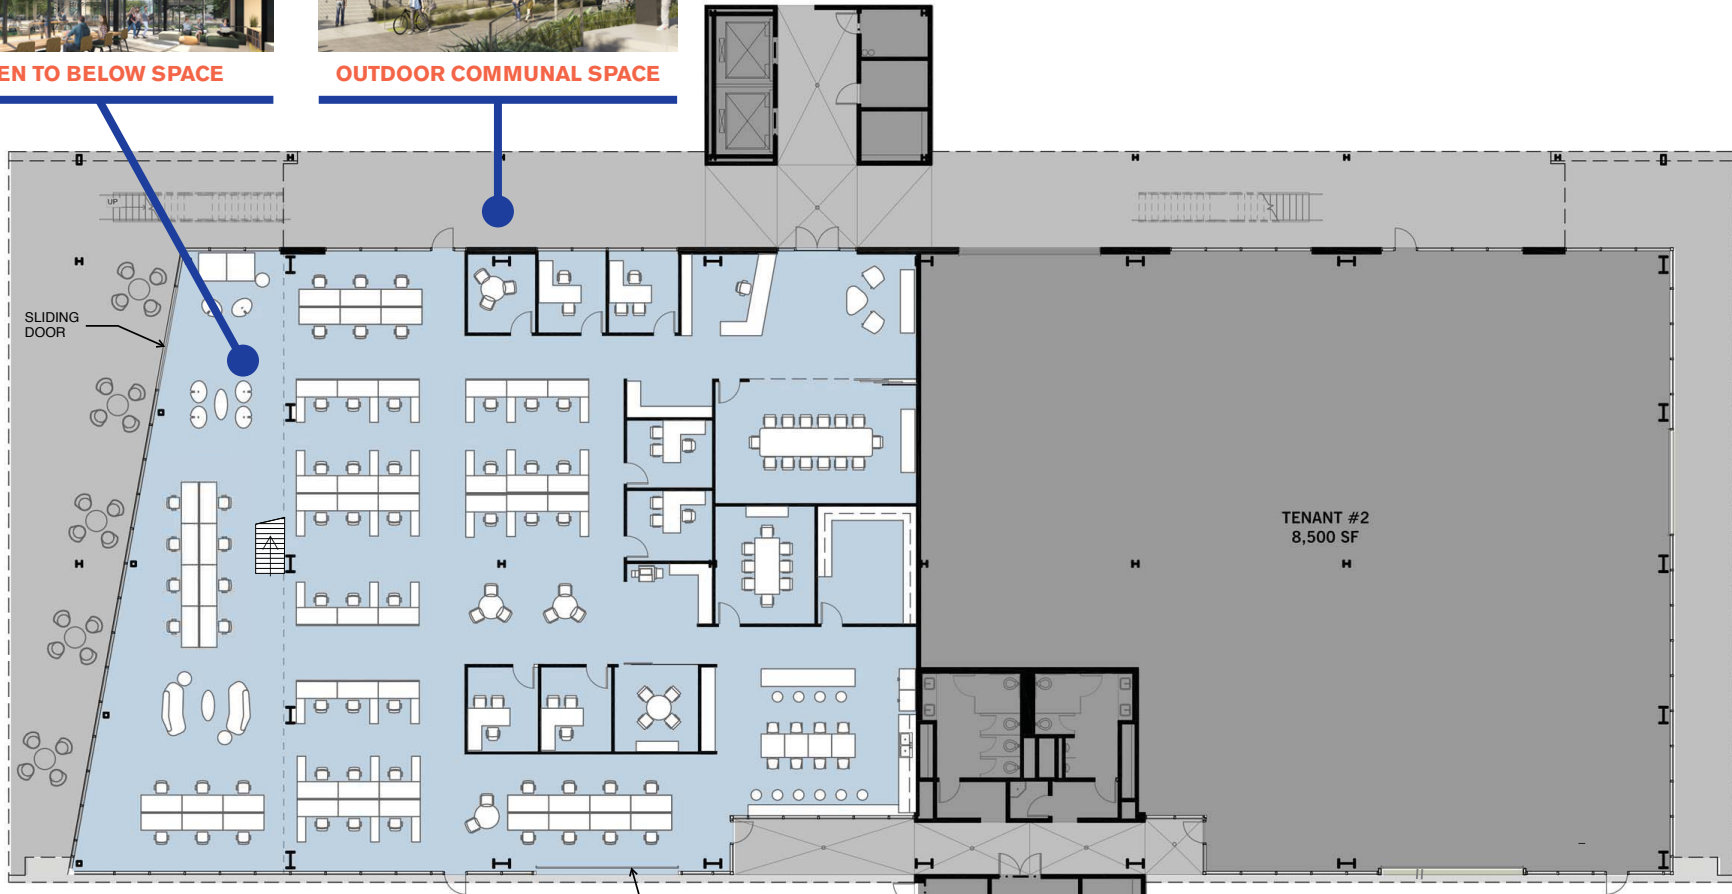 EN TO BELOW SPACE
OUTDOOR COMMUNAL SPACE
UP
SLIDING
DOOR
TENANT #2
8,500 SF